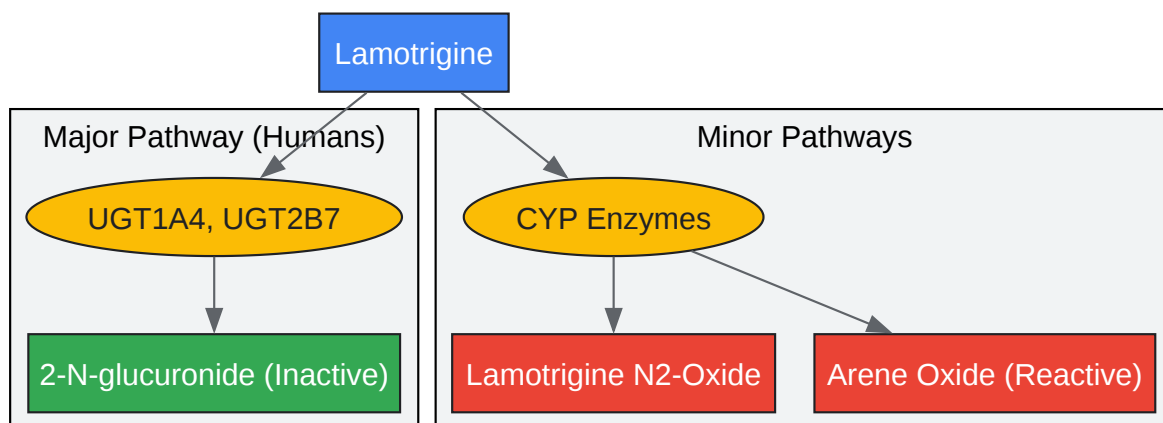 Lamotrigine
Major Pathway (Humans)
Minor Pathways
UGT1A4, UGT2B7
CYP Enzymes
2-N-glucuronide (Inactive)
Lamotrigine N2-Oxide
Arene Oxide (Reactive)